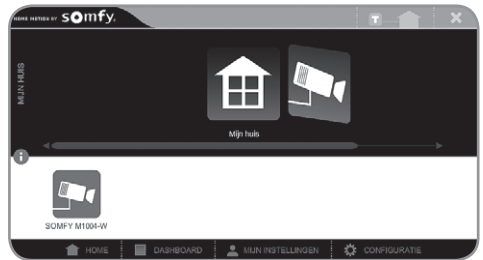 HOME MOTION BY somfy.
T
MIJN HUIS
Mijn huis
i
SOMFY M1004-W
HOME DASHBOARD MIJN INSTELLINGEN CONFIGURATIE